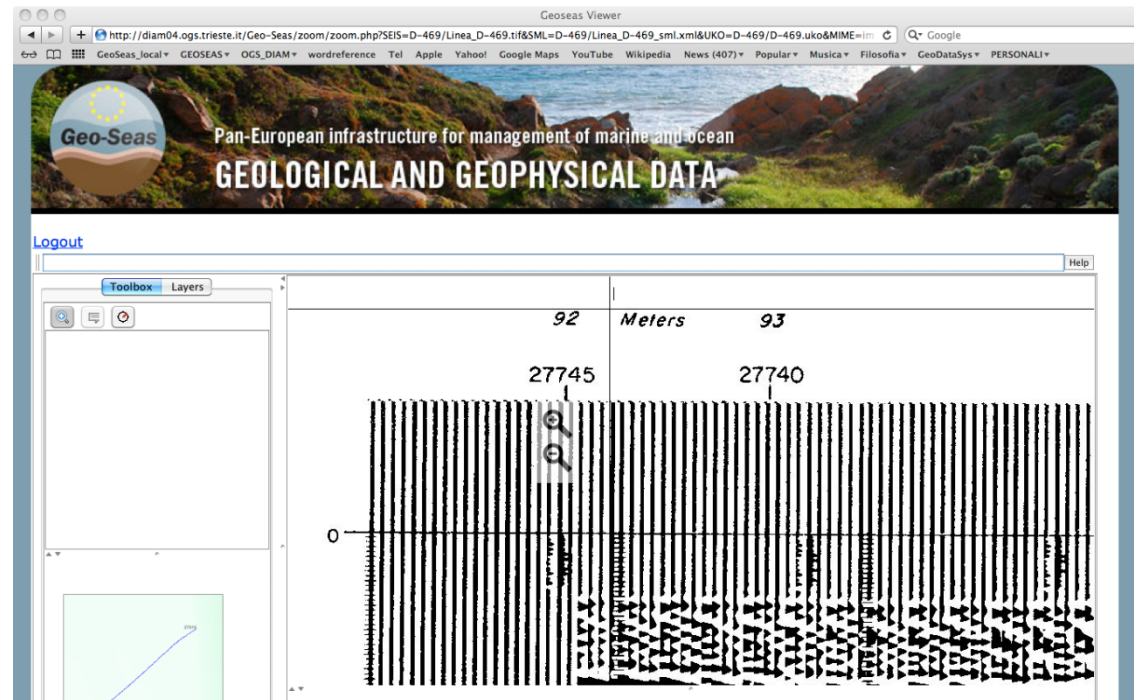 Geoseas Viewer
http://diam04.ogs.trieste.it/Geo-Seas/zoom/zoom.php?SEIS=D-469/Linea_D-469.tif&SML=D-469/Linea_D-469_sml.xml&UKO=D-469/D-469.uko&MIME=im
Google
GeoSeas_local GEOSEAS OGS_DIAM wordreference Tel Apple Yahoo! Google Maps YouTube Wikipedia News (407) Popular Musica Filosofia GeoDataSys PERSONALI
Geo-Seas
Pan-European infrastructure for management of marine and ocean
GEOLOGICAL AND GEOPHYSICAL DATA
Logout
Help
Toolbox Layers
92 Meters 93
27745 27740
0